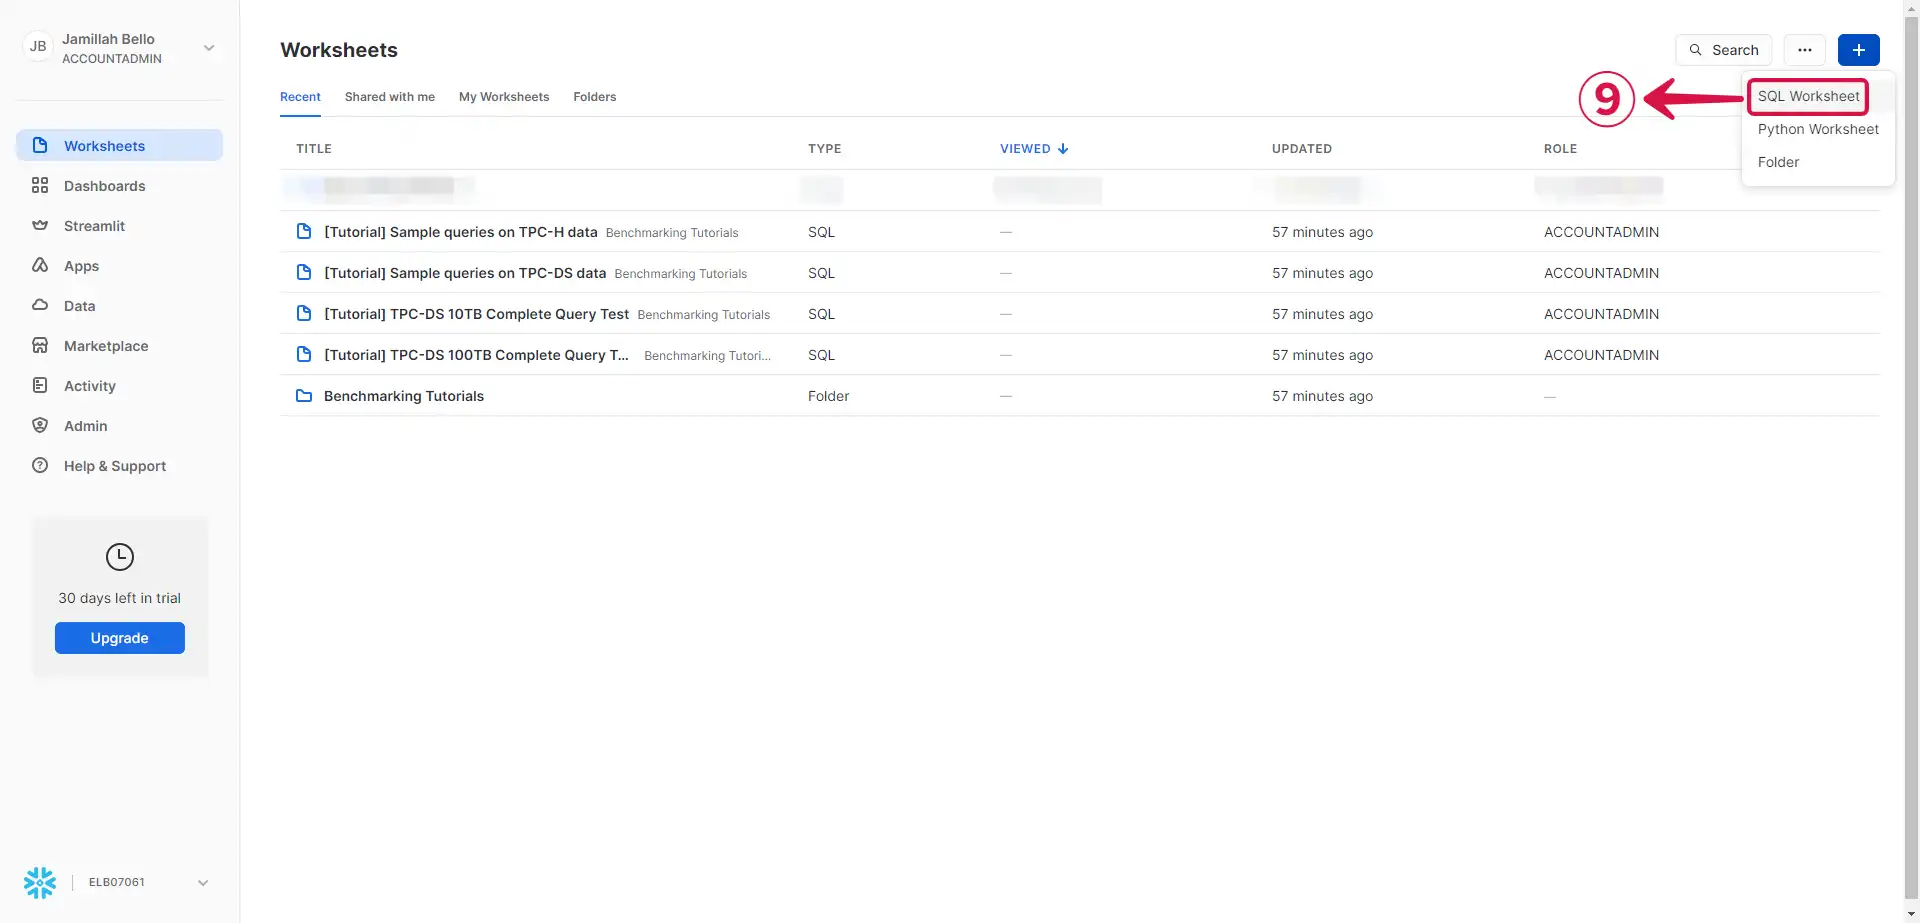 JB
Jamillah Bello
ACCOUNTADMIN
Worksheets
Dashboards
Streamlit
Apps
Data
Marketplace
Activity
Admin
Help & Support
30 days left in trial
Upgrade
ELB07061
Worksheets
Search
Recent Shared with me My Worksheets Folders
9
SQL Worksheet
Python Worksheet
Folder
TITLE TYPE VIEWED UPDATED ROLE
[Tutorial] Sample queries on TPC-H data Benchmarking Tutorials SQL — 57 minutes ago ACCOUNTADMIN
[Tutorial] Sample queries on TPC-DS data Benchmarking Tutorials SQL — 57 minutes ago ACCOUNTADMIN
[Tutorial] TPC-DS 10TB Complete Query Test Benchmarking Tutorials SQL — 57 minutes ago ACCOUNTADMIN
[Tutorial] TPC-DS 100TB Complete Query T... Benchmarking Tutori... SQL — 57 minutes ago ACCOUNTADMIN
Benchmarking Tutorials Folder — 57 minutes ago —